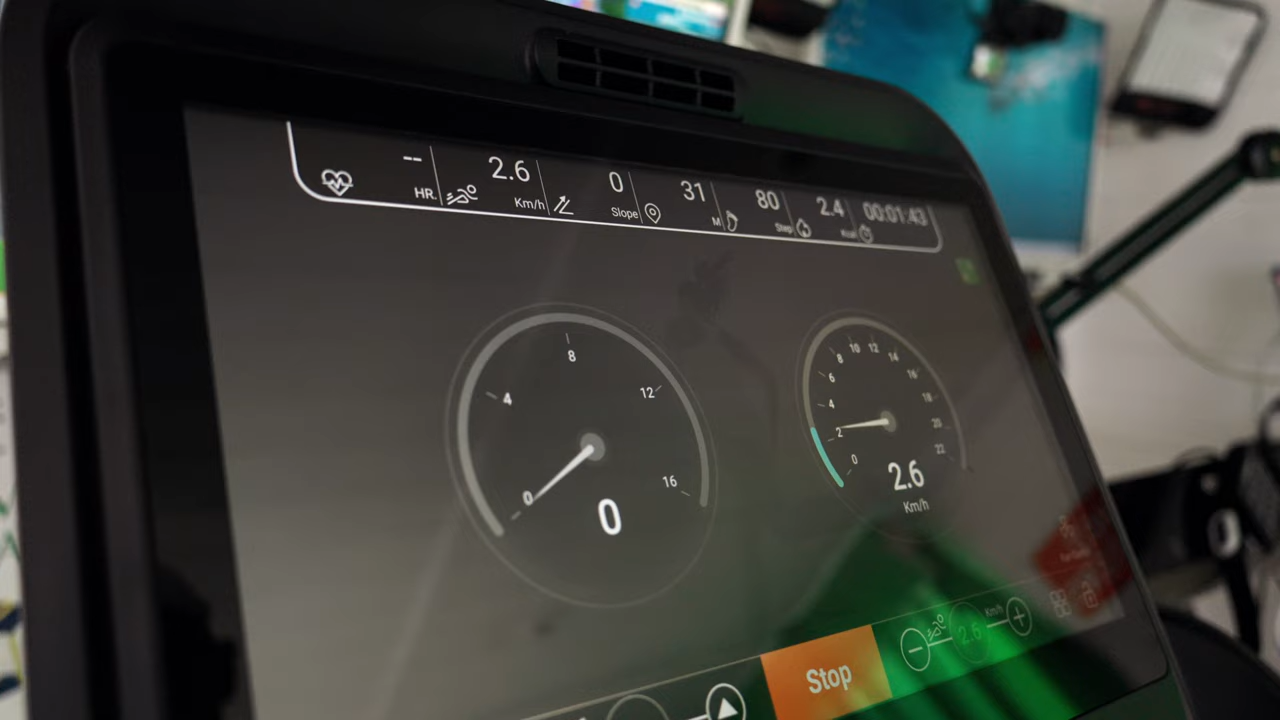 -- 2.6 0 31 80 2.4 00:01:43
HR. Km/h Slope M Step Kcal
8
4 12
0 16
0
10 12
8 14
6 16
4 18
2 20
0 22
2.6
Km/h
Stop
2.6 Km/h